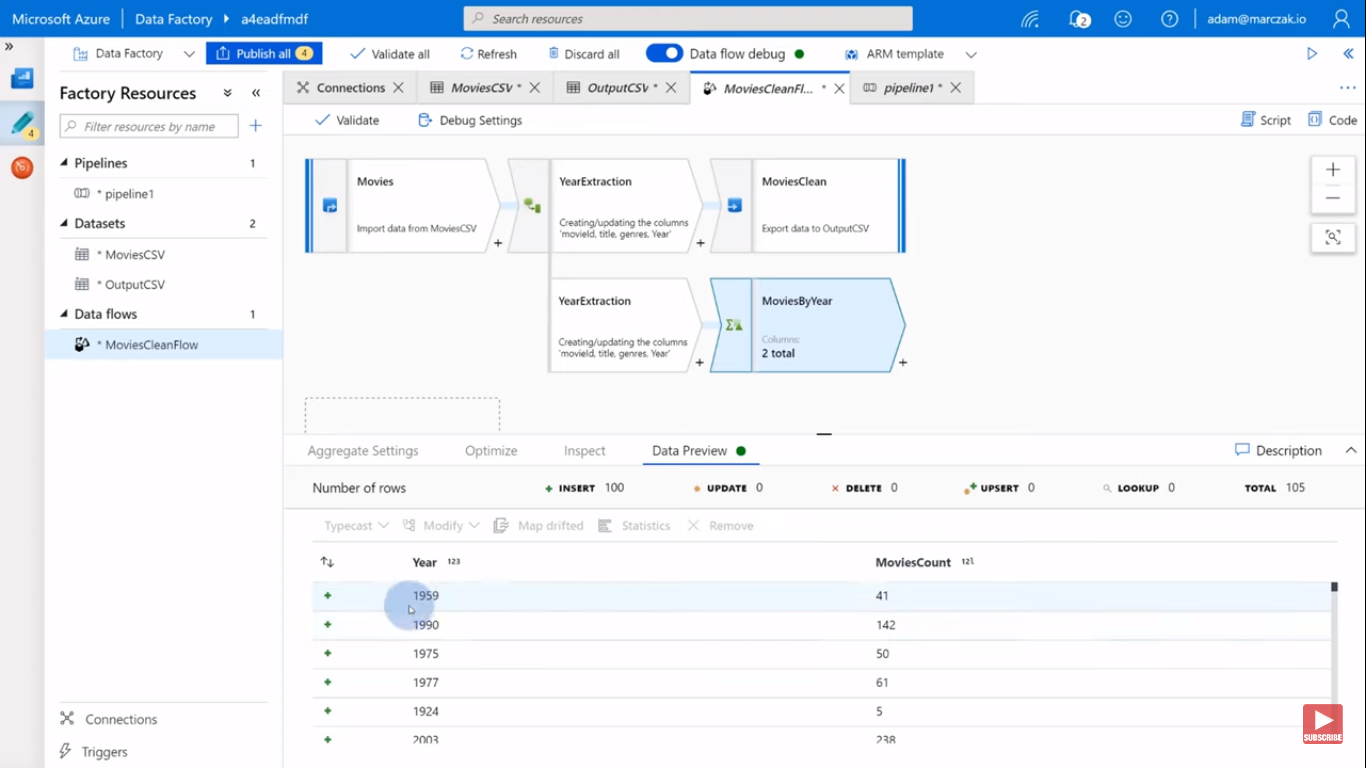 Microsoft Azure
Data Factory
a4eadfmdf
Search resources
2
adam@marczak.io
»
Data Factory
Publish all 4
Validate all
Refresh
Discard all
Data flow debug
ARM template
«
Factory Resources
«
Connections
MoviesCSV *
OutputCSV *
MoviesCleanFl... *
pipeline1 *
...
4
Filter resources by name
+
Validate
Debug Settings
Script
Code
Pipelines 1
* pipeline1
Datasets 2
* MoviesCSV
* OutputCSV
Data flows 1
* MoviesCleanFlow
Movies
Import data from MoviesCSV
+
YearExtraction
Creating/updating the columns
'movieId, title, genres, Year'
+
MoviesClean
Export data to OutputCSV
YearExtraction
Creating/updating the columns
'movieId, title, genres, Year'
+
MoviesByYear
Columns:
2 total
+
Aggregate Settings
Optimize
Inspect
Data Preview
Description
Number of rows
+ INSERT 100
UPDATE 0
× DELETE 0
UPSERT 0
LOOKUP 0
TOTAL 105
Typecast
Modify
Map drifted
Statistics
Remove
Year 123
MoviesCount 12l
+ 1959 41
+ 1990 142
+ 1975 50
+ 1977 61
+ 1924 5
+ 2003 238
Connections
Triggers
SUBSCRIBE